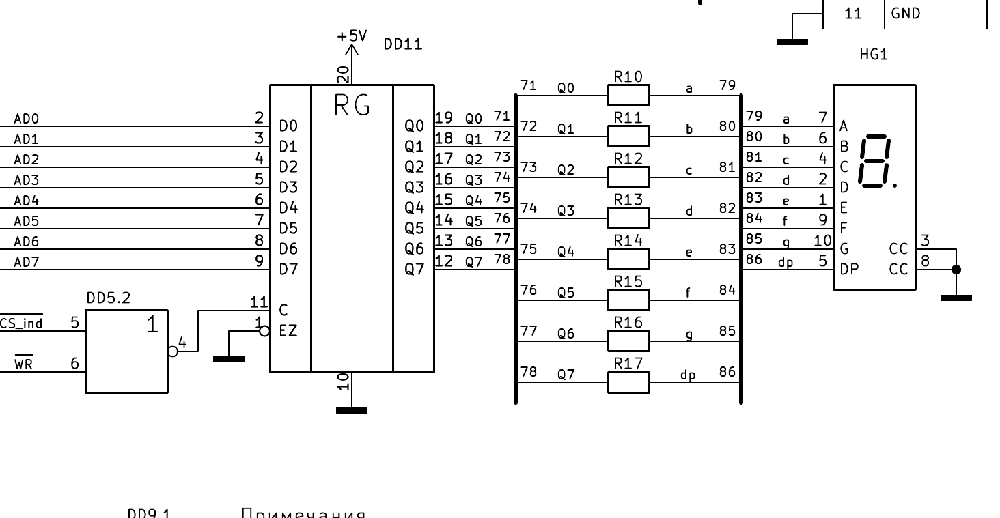 11 GND
+5V DD11
HG1
20
RG
71 Q0 R10 a 79
AD0 2 D0 Q0 19 Q0 71
79 a 7 A
AD1 3 D1 Q1 18 Q1 72
72 Q1 R11 b 80
80 b 6 B
AD2 4 D2 Q2 17 Q2 73
73 Q2 R12 c 81
81 c 4 C
AD3 5 D3 Q3 16 Q3 74
82 d 2 D
AD4 6 D4 Q4 15 Q4 75
74 Q3 R13 d 82
83 e 1 E
AD5 7 D5 Q5 14 Q5 76
84 f 9 F
AD6 8 D6 Q6 13 Q6 77
75 Q4 R14 e 83
85 g 10 G CC 3
AD7 9 D7 Q7 12 Q7 78
86 dp 5 DP CC 8
DD5.2
76 Q5 R15 f 84
11 C
CS_ind 5 1
1 EZ
77 Q6 R16 g 85
4
WR 6
10
78 Q7 R17 dp 86
DD9.1 Примечания